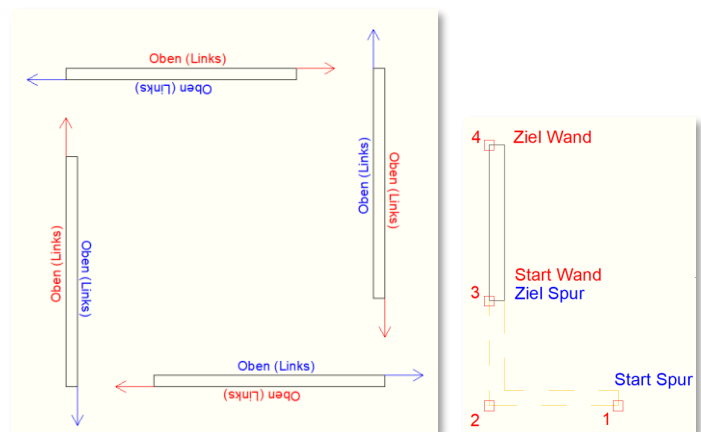 Oben (Links)
Oben (Links)
Oben (Links)
Oben (Links)
Oben (Links)
Oben (Links)
Oben (Links)
Oben (Links)
4 Ziel Wand
Start Wand
3 Ziel Spur
Start Spur
2 1